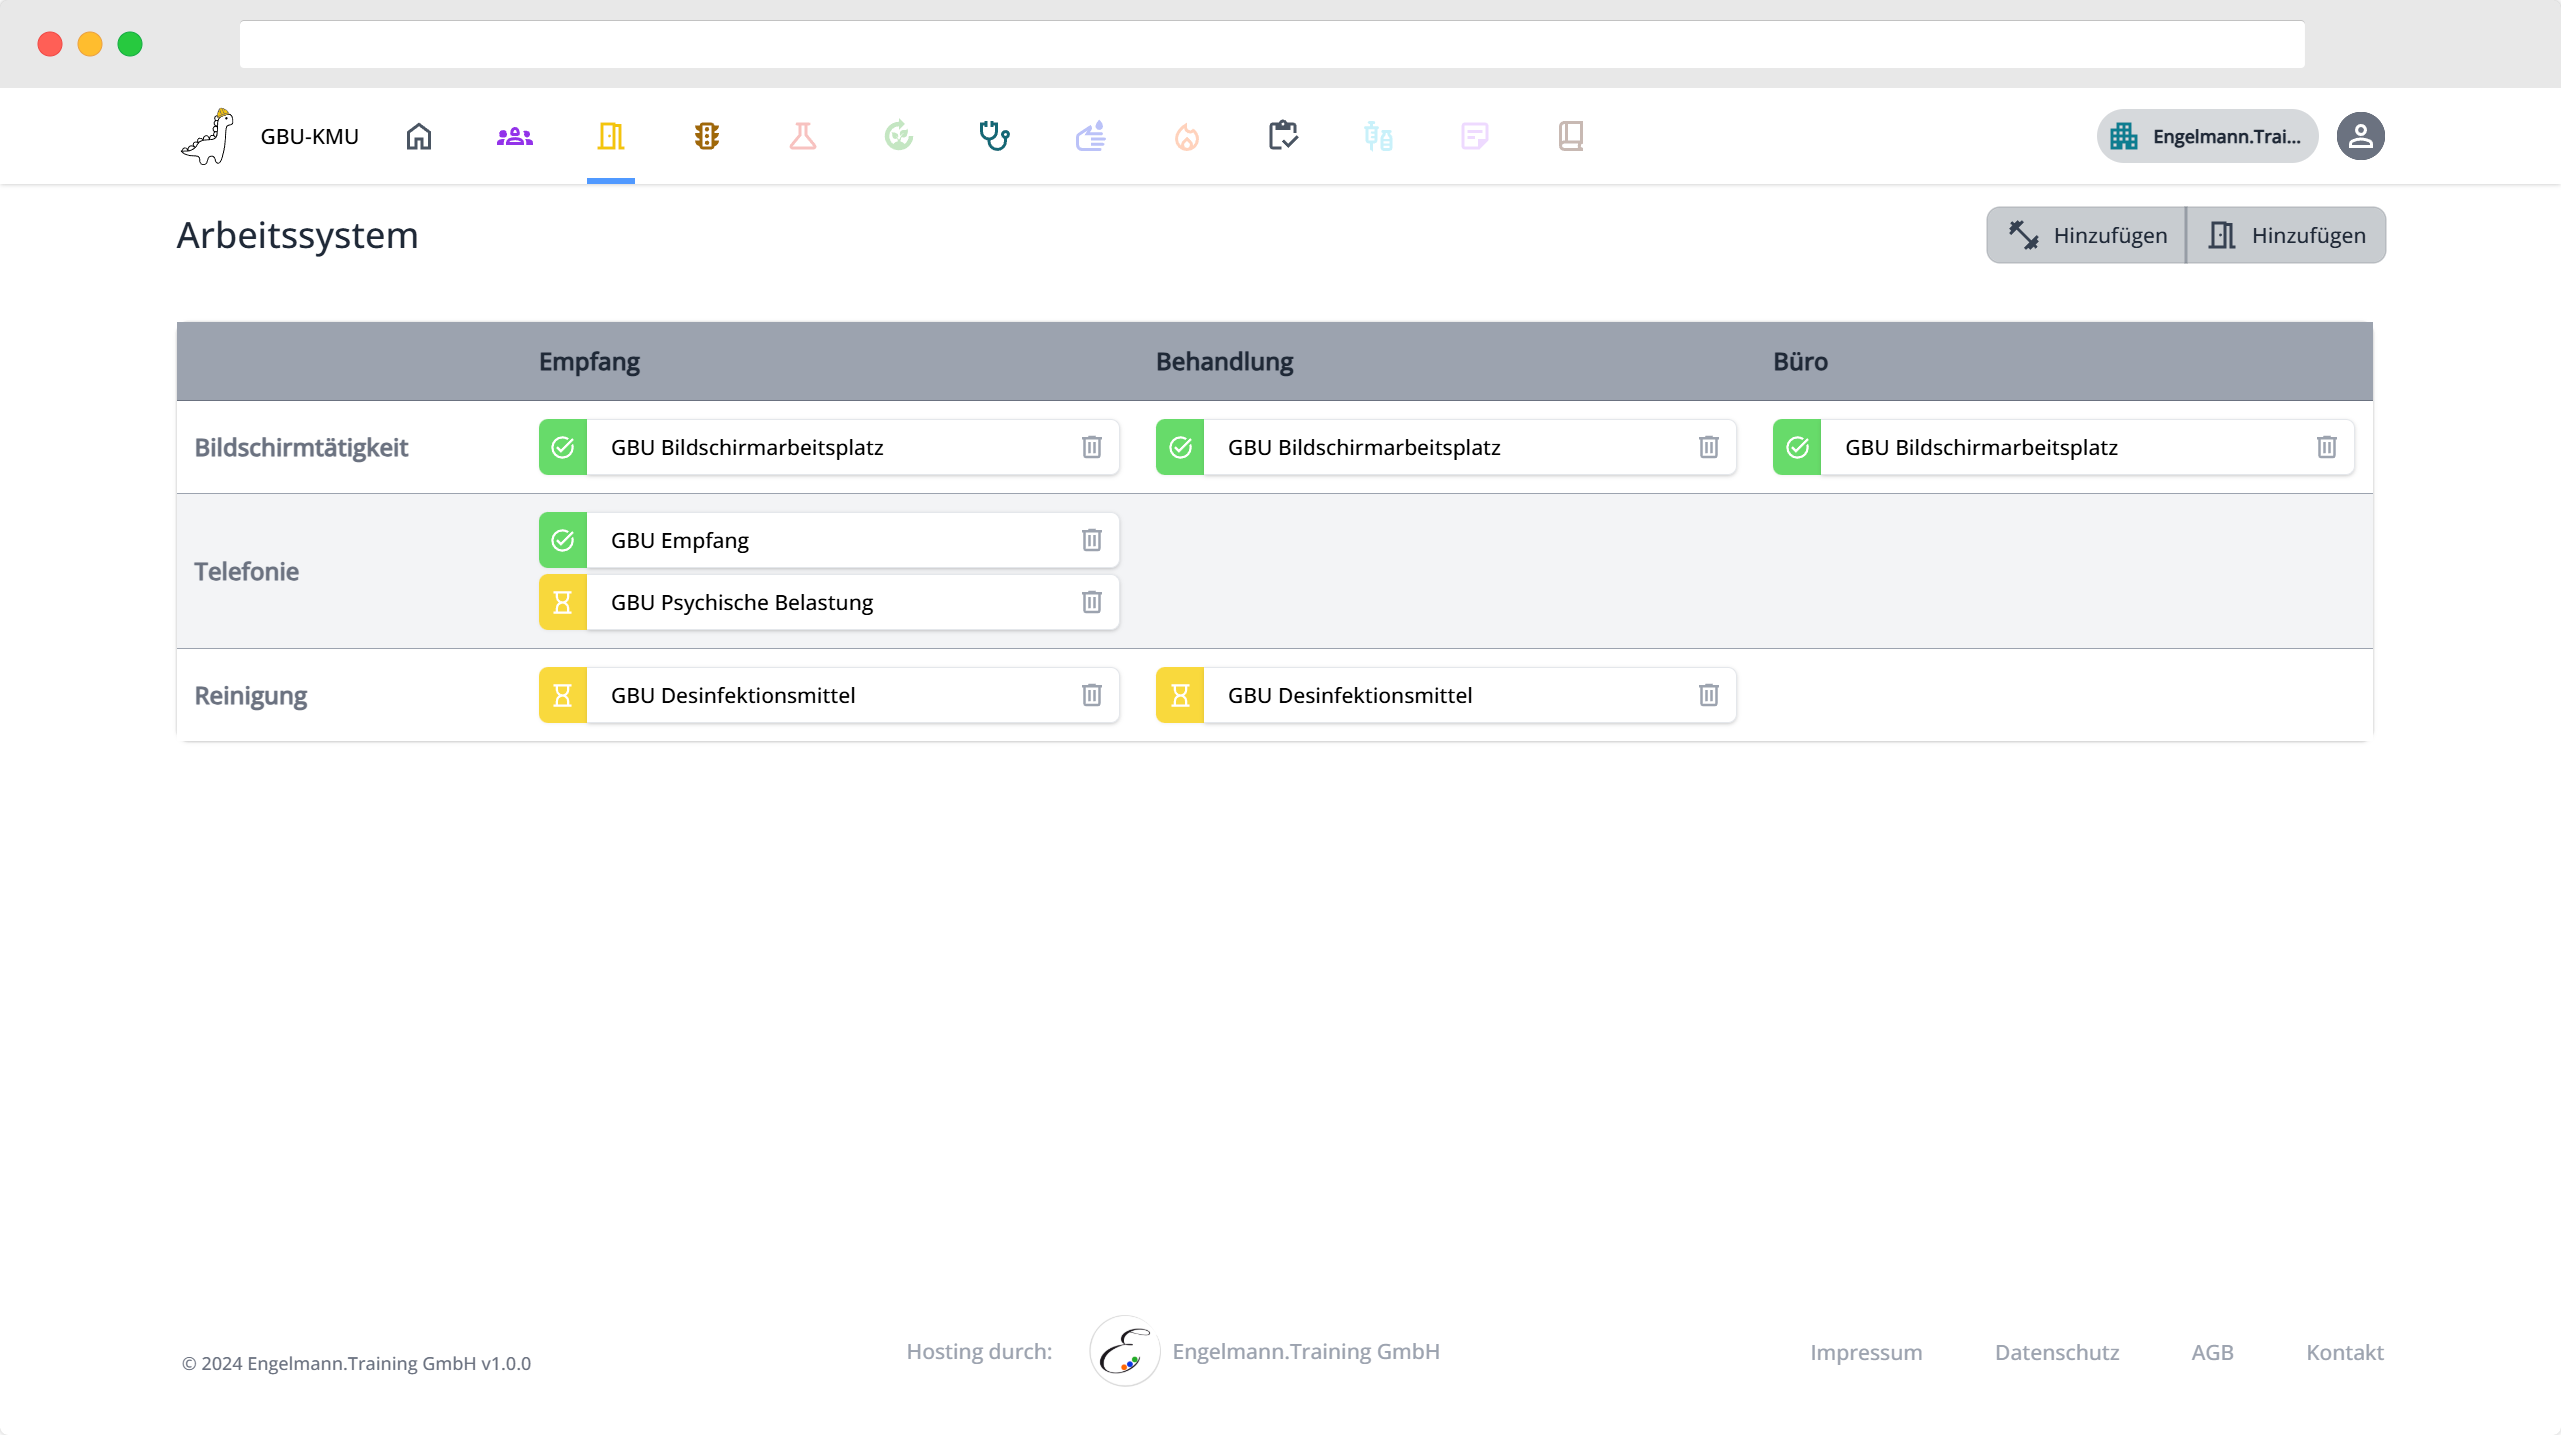 GBU-KMU
Engelmann.Trai...
Arbeitssystem
Hinzufügen
Hinzufügen
Empfang
Behandlung
Büro
Bildschirmtätigkeit
GBU Bildschirmarbeitsplatz
GBU Bildschirmarbeitsplatz
GBU Bildschirmarbeitsplatz
Telefonie
GBU Empfang
GBU Psychische Belastung
Reinigung
GBU Desinfektionsmittel
GBU Desinfektionsmittel
© 2024 Engelmann.Training GmbH v1.0.0
Hosting durch:
Engelmann.Training GmbH
Impressum
Datenschutz
AGB
Kontakt